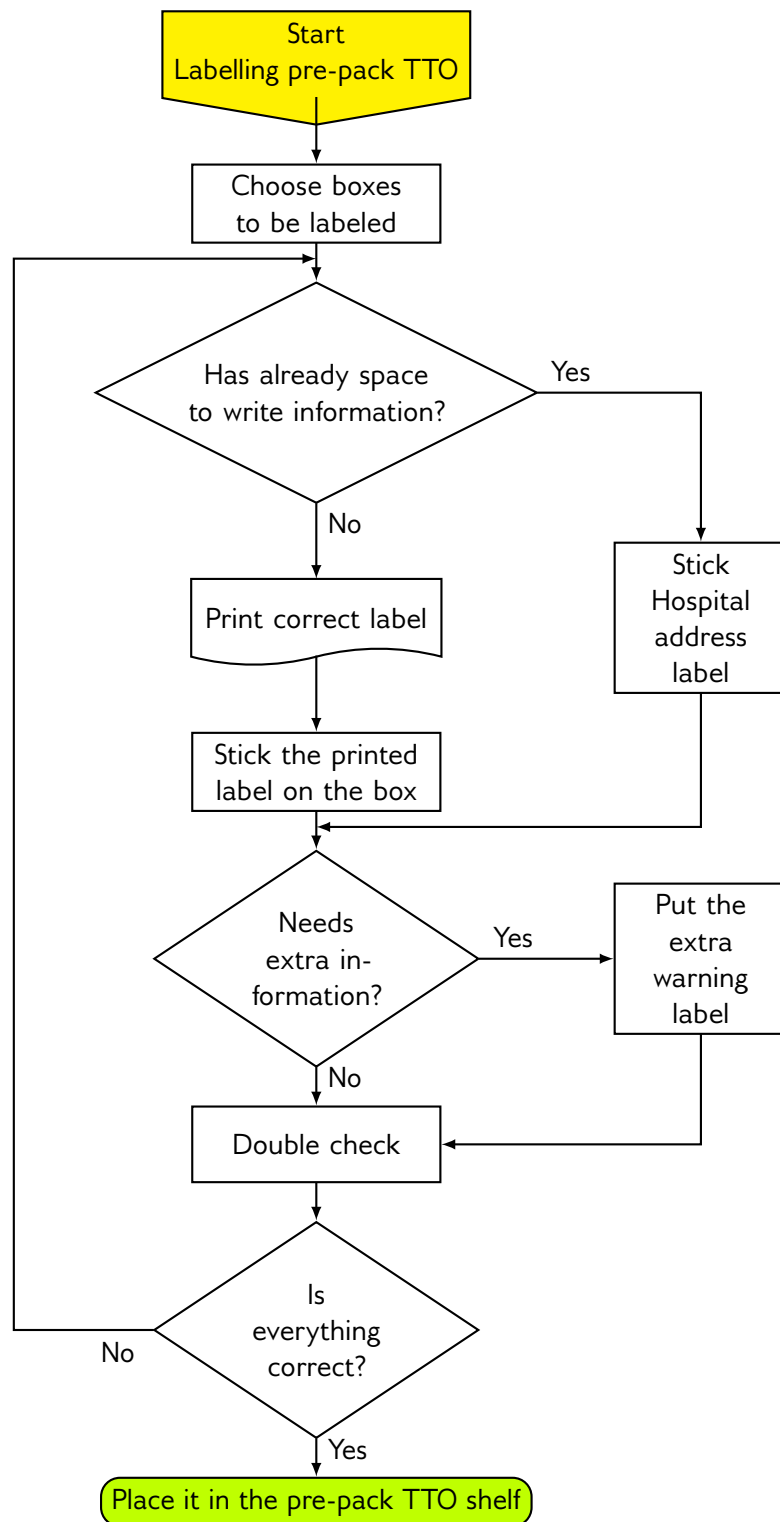 Start
Labelling pre-pack TTO
Choose boxes
to be labeled
Has already space
to write information?
Yes
No
Print correct label
Stick
Hospital
address
label
Stick the printed
label on the box
Needs
extra in-
formation?
Yes
Put the
extra
warning
label
No
Double check
Is
everything
correct?
No
Yes
Place it in the pre-pack TTO shelf